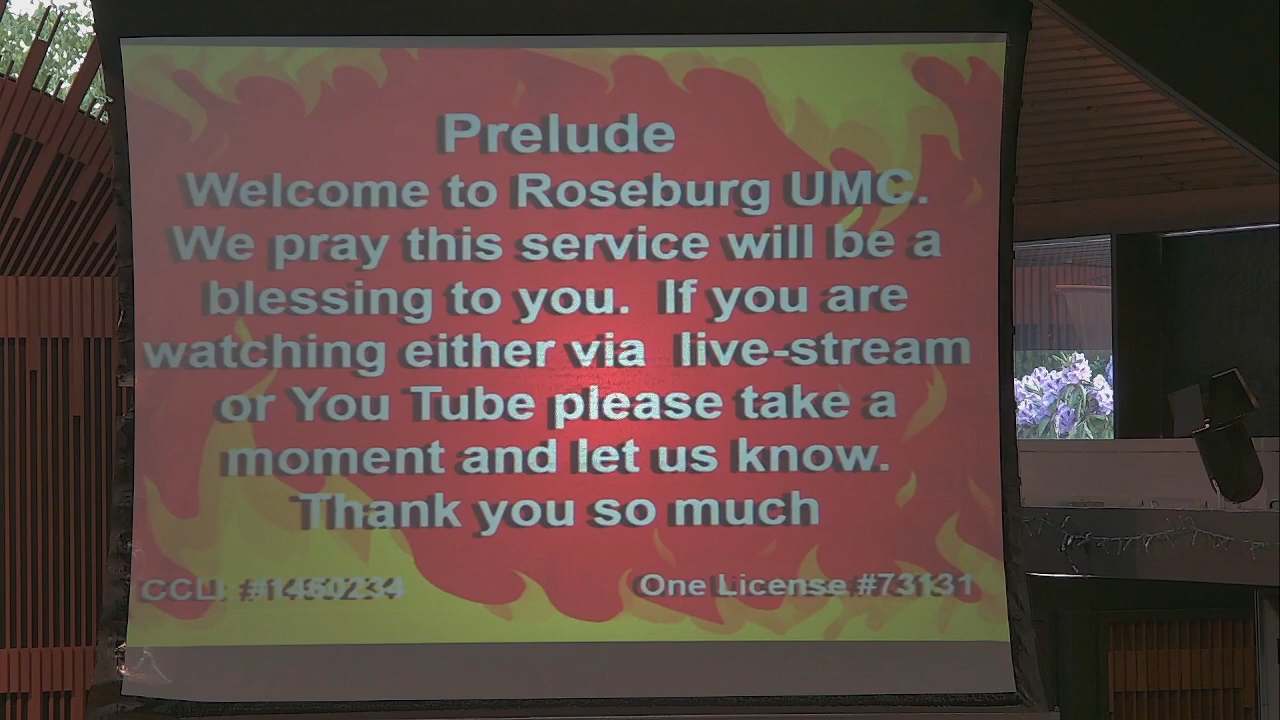 Prelude
Welcome to Roseburg UMC.
We pray this service will be a
blessing to you. If you are
watching either via live-stream
or You Tube please take a
moment and let us know.
Thank you so much
CCLI: #1460234
One License #73131